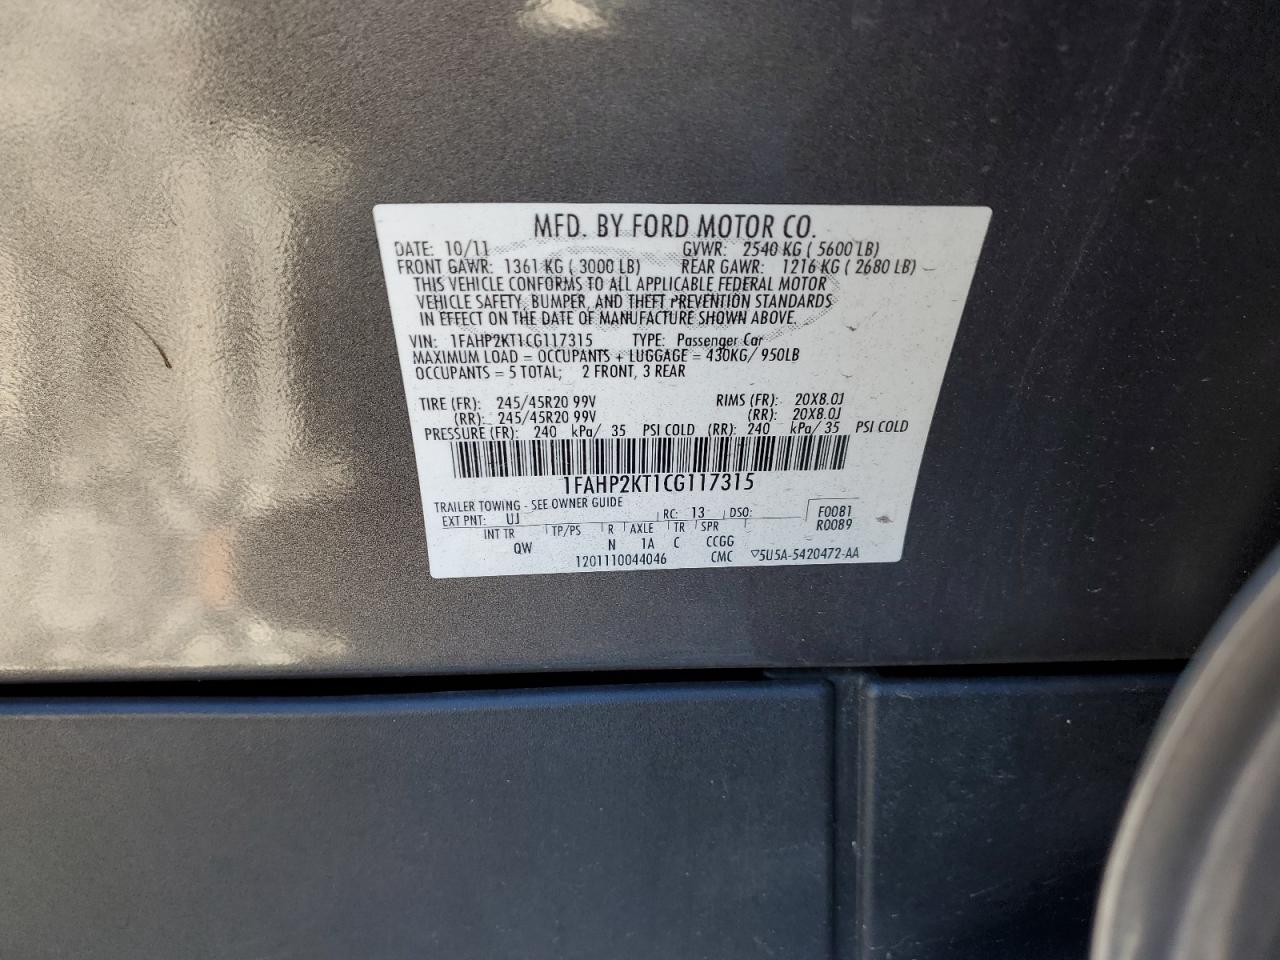 MFD. BY FORD MOTOR CO.
DATE: 10/11 GVWR: 2540 KG ( 5600 LB)
FRONT GAWR: 1361 KG ( 3000 LB) REAR GAWR: 1216 KG ( 2680 LB)
THIS VEHICLE CONFORMS TO ALL APPLICABLE FEDERAL MOTOR
VEHICLE SAFETY, BUMPER, AND THEFT PREVENTION STANDARDS
IN EFFECT ON THE DATE OF MANUFACTURE SHOWN ABOVE.
VIN: 1FAHP2KT1CG117315 TYPE: Passenger Car
MAXIMUM LOAD = OCCUPANTS + LUGGAGE = 430KG/ 950LB
OCCUPANTS = 5 TOTAL; 2 FRONT, 3 REAR
TIRE (FR): 245/45R20 99V RIMS (FR): 20X8.0J
(RR): 245/45R20 99V (RR): 20X8.0J
PRESSURE (FR): 240 kPa/ 35 PSI COLD (RR): 240 kPa/ 35 PSI COLD
1FAHP2KT1CG117315
TRAILER TOWING - SEE OWNER GUIDE
EXT PNT: UJ RC: 13 DSO: F0081
INT TR TP/PS R AXLE TR SPR R0089
QW N 1A C CCGG
1201110044046 CMC ▽5U5A-5420472-AA